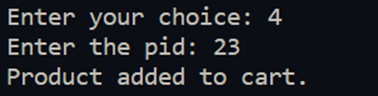 Enter your choice: 4
Enter the pid: 23
Product added to cart.